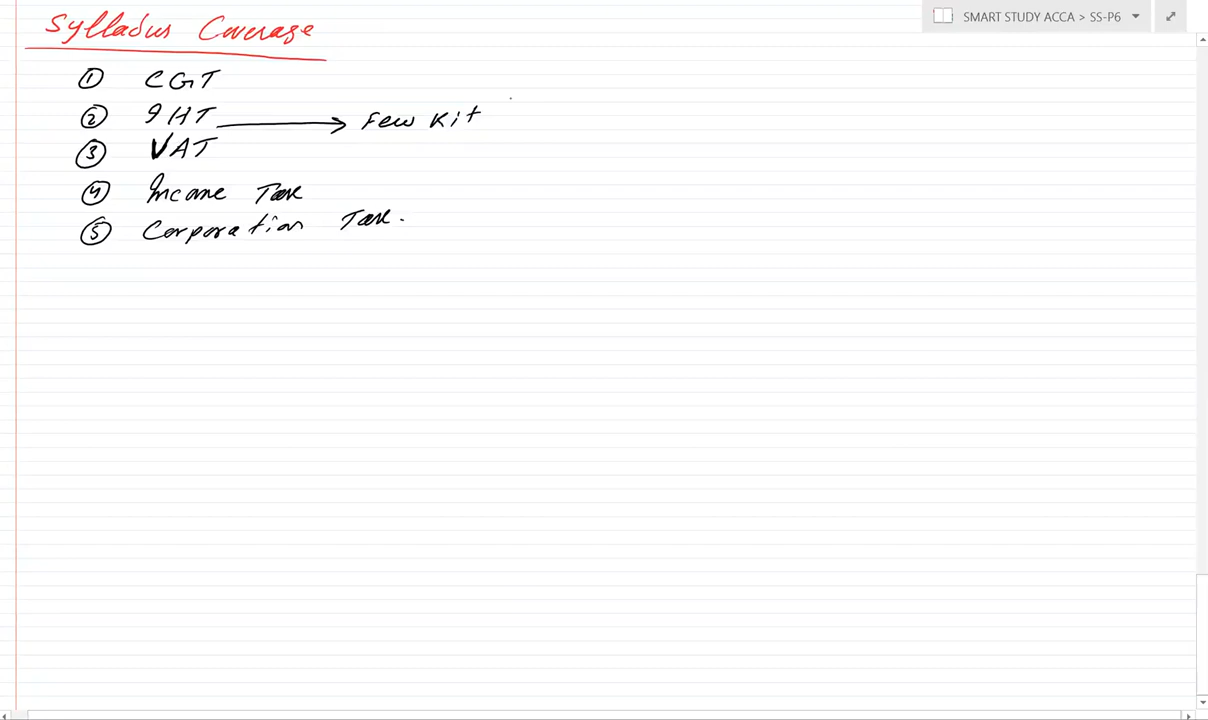 SMART STUDY ACCA > SS-P6
Syllabus Coverage
① CGT
② IHT → Few Kit
③ VAT
④ Income Tax
⑤ Corporation Tax.